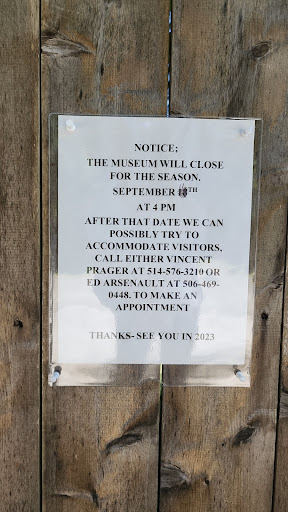 NOTICE;
THE MUSEUM WILL CLOSE
FOR THE SEASON.
SEPTEMBER TH
AT 4 PM
AFTER THAT DATE WE CAN
POSSIBLY TRY TO
ACCOMMODATE VISITORS.
CALL EITHER VINCENT
PRAGER AT 514-576-3210 OR
ED ARSENAULT AT 506-469-
0448. TO MAKE AN
APPOINTMENT
THANKS- SEE YOU IN 2023